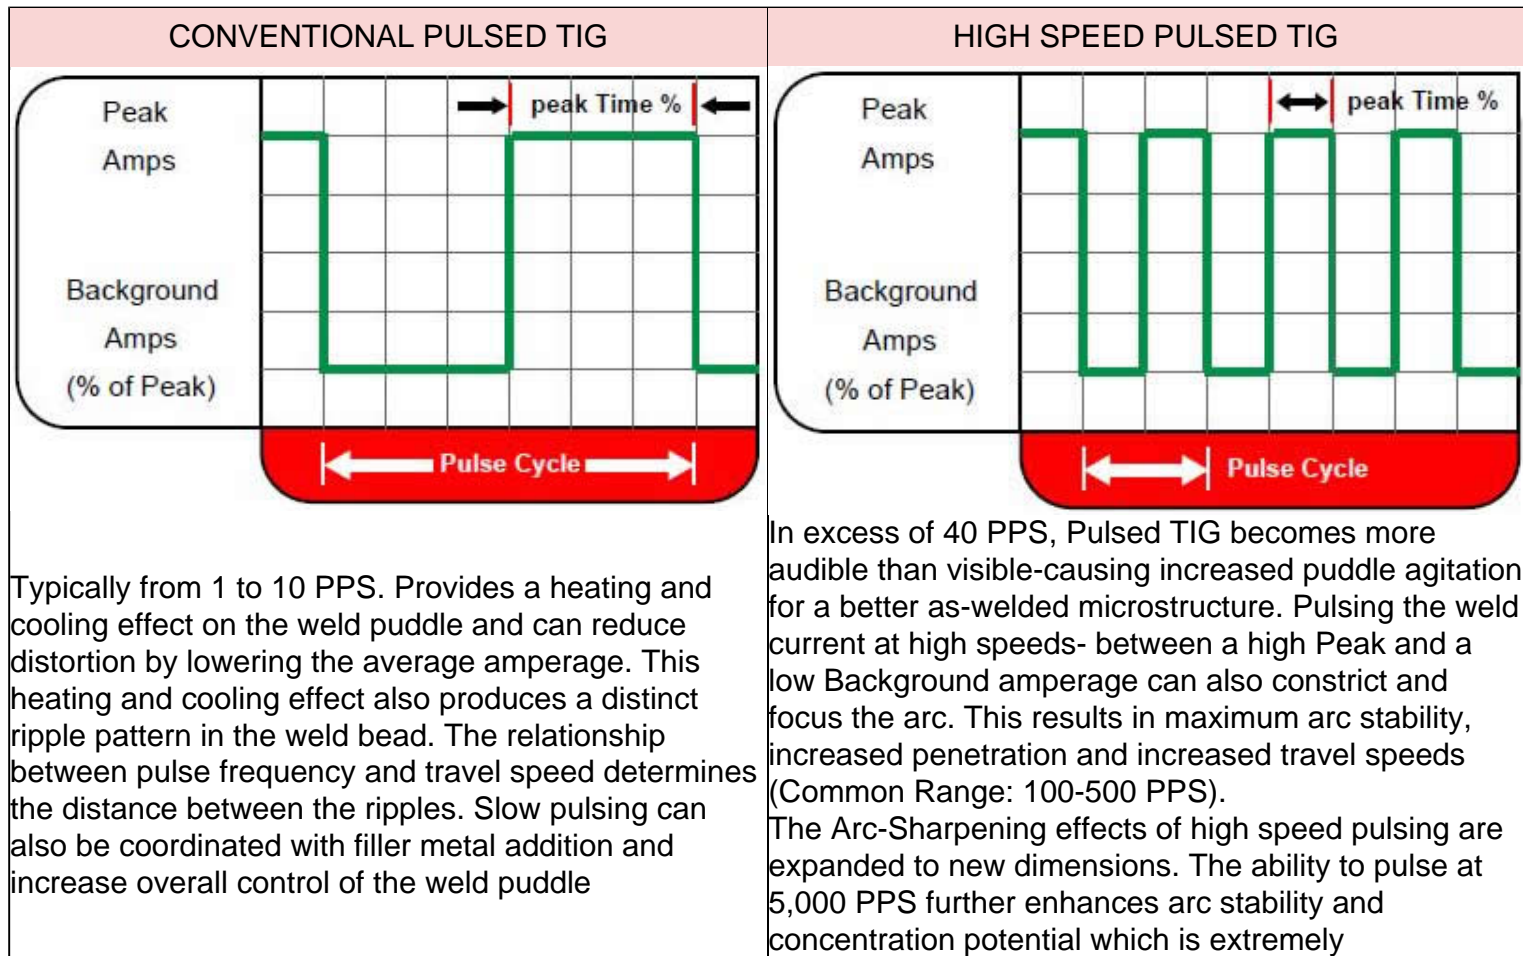 CONVENTIONAL PULSED TIG
Peak
Amps
peak Time %
Background
Amps
(% of Peak)
Pulse Cycle
Typically from 1 to 10 PPS. Provides a heating and
cooling effect on the weld puddle and can reduce
distortion by lowering the average amperage. This
heating and cooling effect also produces a distinct
ripple pattern in the weld bead. The relationship
between pulse frequency and travel speed determines
the distance between the ripples. Slow pulsing can
also be coordinated with filler metal addition and
increase overall control of the weld puddle
HIGH SPEED PULSED TIG
Peak
Amps
peak Time %
Background
Amps
(% of Peak)
Pulse Cycle
In excess of 40 PPS, Pulsed TIG becomes more
audible than visible-causing increased puddle agitation
for a better as-welded microstructure. Pulsing the weld
current at high speeds- between a high Peak and a
low Background amperage can also constrict and
focus the arc. This results in maximum arc stability,
increased penetration and increased travel speeds
(Common Range: 100-500 PPS).
The Arc-Sharpening effects of high speed pulsing are
expanded to new dimensions. The ability to pulse at
5,000 PPS further enhances arc stability and
concentration potential which is extremely